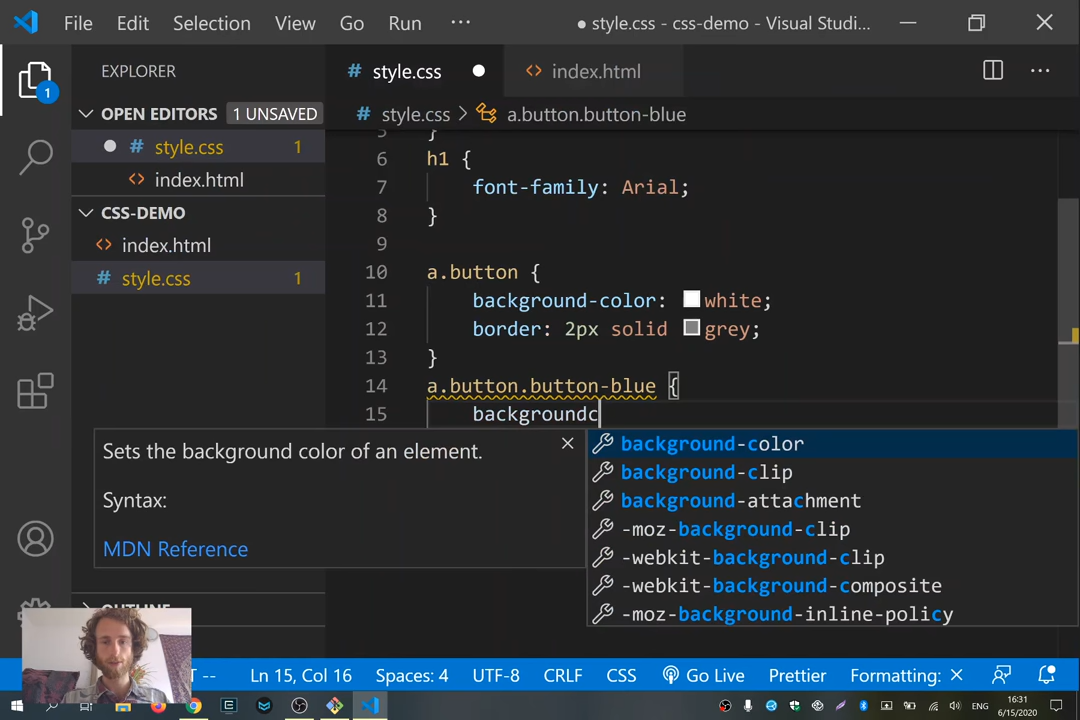 File Edit Selection View Go Run ··· ● style.css - css-demo - Visual Studi...
EXPLORER
# style.css ● <> index.html
OPEN EDITORS 1 UNSAVED
# style.css > a.button.button-blue
● # style.css 1
<> index.html
CSS-DEMO
<> index.html
# style.css 1
5 }
6 h1 {
7 font-family: Arial;
8 }
9
10 a.button {
11 background-color: white;
12 border: 2px solid grey;
13 }
14 a.button.button-blue {
15 backgroundc
Sets the background color of an element.
Syntax:
MDN Reference
background-color
background-clip
background-attachment
-moz-background-clip
-webkit-background-clip
-webkit-background-composite
-moz-background-inline-policy
OUTLINE
1
T -- Ln 15, Col 16 Spaces: 4 UTF-8 CRLF CSS Go Live Prettier Formatting: ×
ENG 16:31
6/15/2020